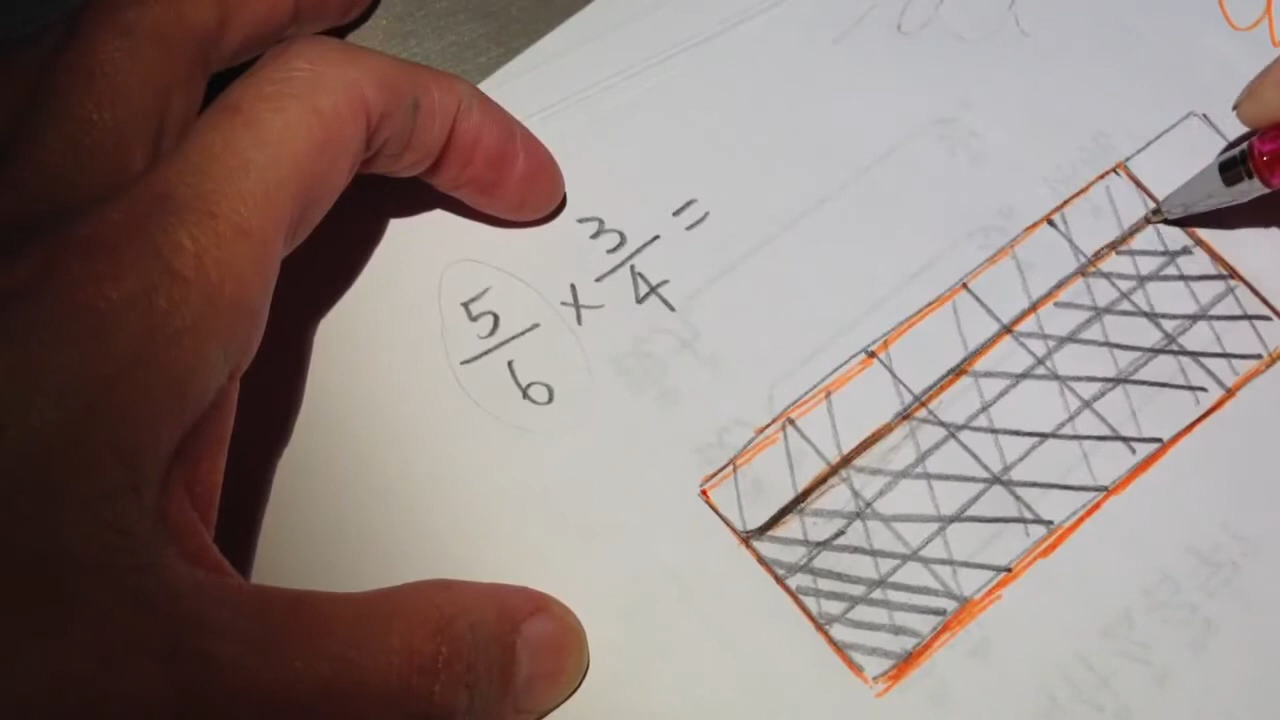 5/6 × 3/4 =